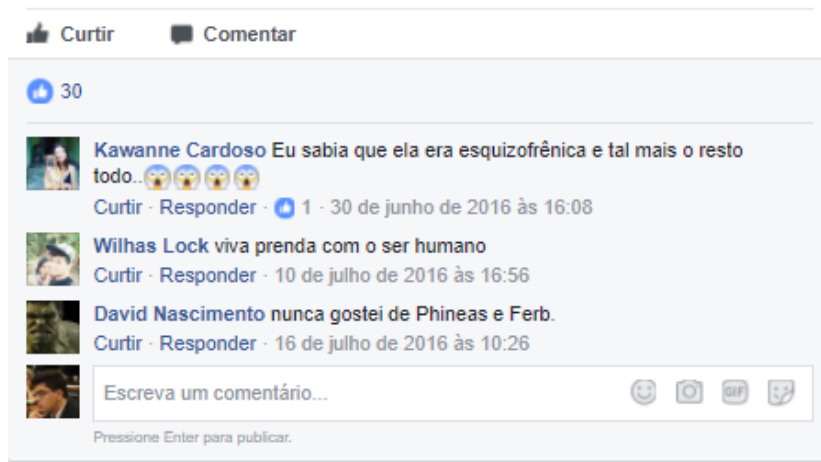 Curtir Comentar
30
Kawanne Cardoso Eu sabia que ela era esquizofrênica e tal mais o resto
todo..😱😱😱😱
Curtir · Responder · 1 · 30 de junho de 2016 às 16:08
Wilhas Lock viva prenda com o ser humano
Curtir · Responder · 10 de julho de 2016 às 16:56
David Nascimento nunca gostei de Phineas e Ferb.
Curtir · Responder · 16 de julho de 2016 às 10:26
Escreva um comentário... GIF
Pressione Enter para publicar.